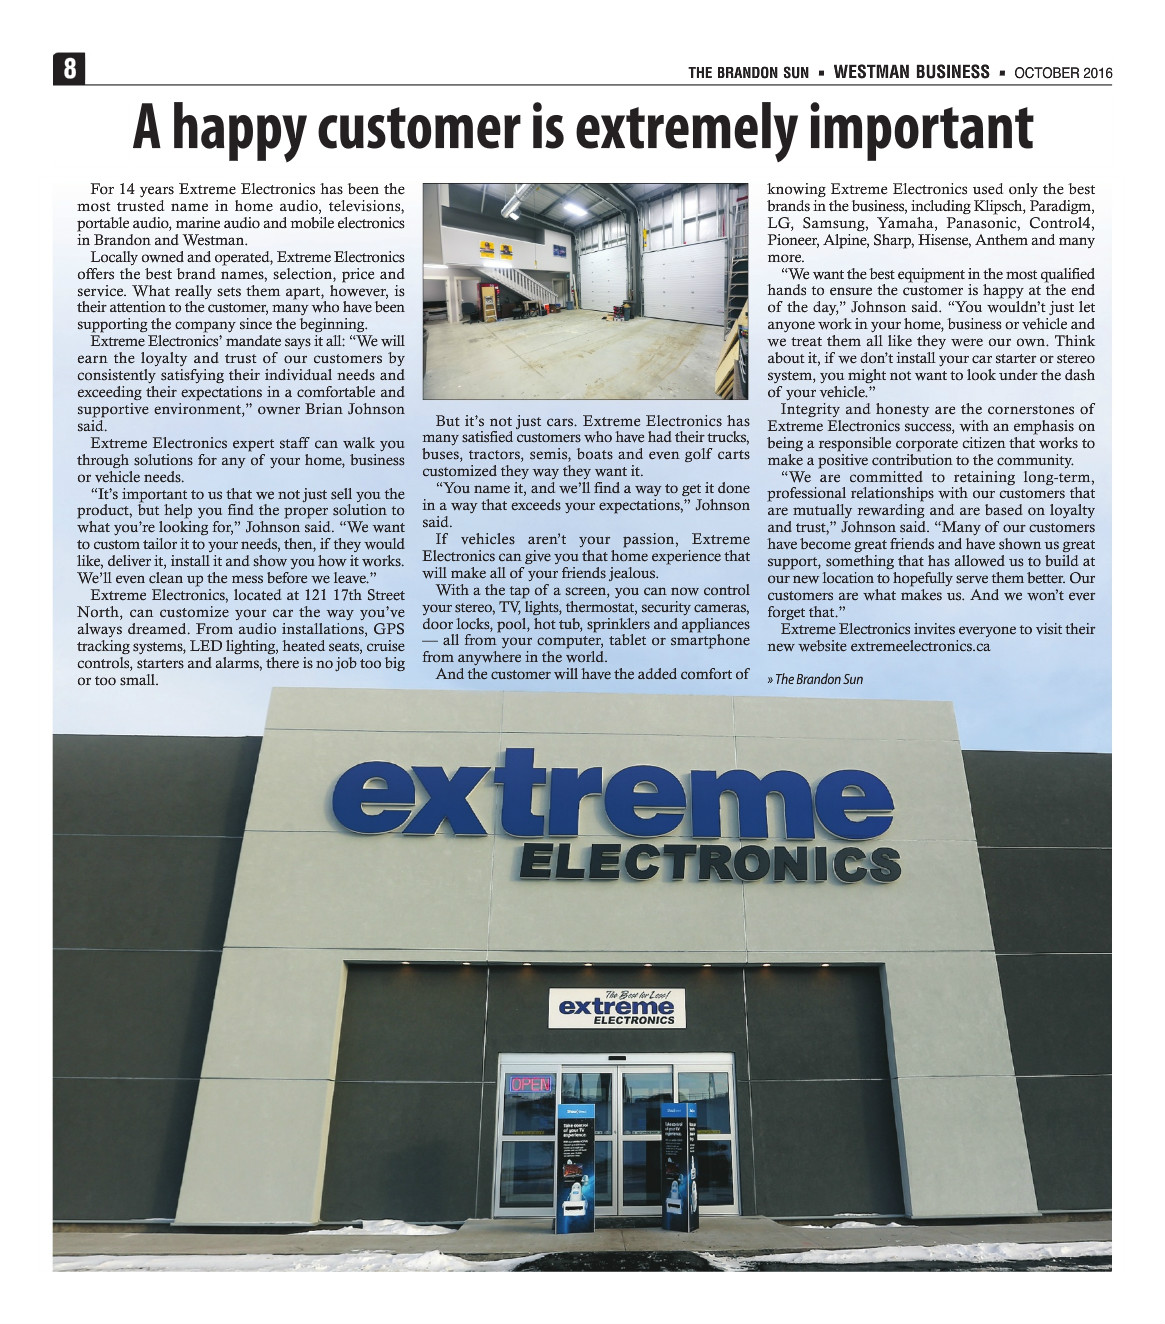 8
THE BRANDON SUN ▪ WESTMAN BUSINESS ▪ OCTOBER 2016
A happy customer is extremely important
For 14 years Extreme Electronics has been the
most trusted name in home audio, televisions,
portable audio, marine audio and mobile electronics
in Brandon and Westman.
Locally owned and operated, Extreme Electronics
offers the best brand names, selection, price and
service. What really sets them apart, however, is
their attention to the customer, many who have been
supporting the company since the beginning.
Extreme Electronics’ mandate says it all: “We will
earn the loyalty and trust of our customers by
consistently satisfying their individual needs and
exceeding their expectations in a comfortable and
supportive environment,” owner Brian Johnson
said.
Extreme Electronics expert staff can walk you
through solutions for any of your home, business
or vehicle needs.
“It’s important to us that we not just sell you the
product, but help you find the proper solution to
what you’re looking for,” Johnson said. “We want
to custom tailor it to your needs, then, if they would
like, deliver it, install it and show you how it works.
We’ll even clean up the mess before we leave.”
Extreme Electronics, located at 121 17th Street
North, can customize your car the way you’ve
always dreamed. From audio installations, GPS
tracking systems, LED lighting, heated seats, cruise
controls, starters and alarms, there is no job too big
or too small.
But it’s not just cars. Extreme Electronics has
many satisfied customers who have had their trucks,
buses, tractors, semis, boats and even golf carts
customized they way they want it.
“You name it, and we’ll find a way to get it done
in a way that exceeds your expectations,” Johnson
said.
If vehicles aren’t your passion, Extreme
Electronics can give you that home experience that
will make all of your friends jealous.
With a the tap of a screen, you can now control
your stereo, TV, lights, thermostat, security cameras,
door locks, pool, hot tub, sprinklers and appliances
— all from your computer, tablet or smartphone
from anywhere in the world.
And the customer will have the added comfort of
knowing Extreme Electronics used only the best
brands in the business, including Klipsch, Paradigm,
LG, Samsung, Yamaha, Panasonic, Control4,
Pioneer, Alpine, Sharp, Hisense, Anthem and many
more.
“We want the best equipment in the most qualified
hands to ensure the customer is happy at the end
of the day,” Johnson said. “You wouldn’t just let
anyone work in your home, business or vehicle and
we treat them all like they were our own. Think
about it, if we don’t install your car starter or stereo
system, you might not want to look under the dash
of your vehicle.”
Integrity and honesty are the cornerstones of
Extreme Electronics success, with an emphasis on
being a responsible corporate citizen that works to
make a positive contribution to the community.
“We are committed to retaining long-term,
professional relationships with our customers that
are mutually rewarding and are based on loyalty
and trust,” Johnson said. “Many of our customers
have become great friends and have shown us great
support, something that has allowed us to build at
our new location to hopefully serve them better. Our
customers are what makes us. And we won’t ever
forget that.”
Extreme Electronics invites everyone to visit their
new website extremeelectronics.ca
» The Brandon Sun
extreme
ELECTRONICS
The Best for Less!
extreme
ELECTRONICS
OPEN
Take control
of your TV
experience